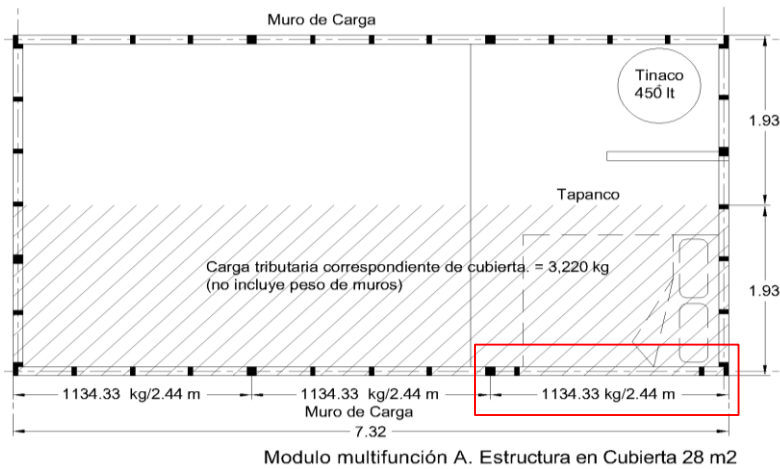 Muro de Carga
Tinaco
450 lt
1.93
Tapanco
Carga tributaria correspondiente de cubierta. = 3,220 kg
(no incluye peso de muros)
1.93
1134.33 kg/2.44 m
1134.33 kg/2.44 m
1134.33 kg/2.44 m
Muro de Carga
7.32
Modulo multifunción A. Estructura en Cubierta 28 m2